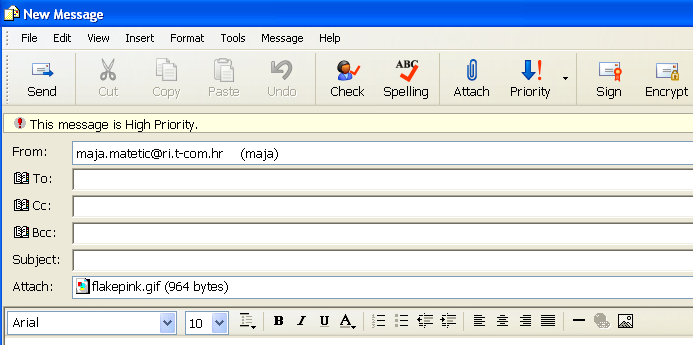 New Message
File Edit View Insert Format Tools Message Help
Send Cut Copy Paste Undo Check ABC Spelling Attach Priority Sign Encrypt
This message is High Priority.
From: maja.matetic@ri.t-com.hr (maja)
To:
Cc:
Bcc:
Subject:
Attach: flakepink.gif (964 bytes)
Arial 10 B I U A